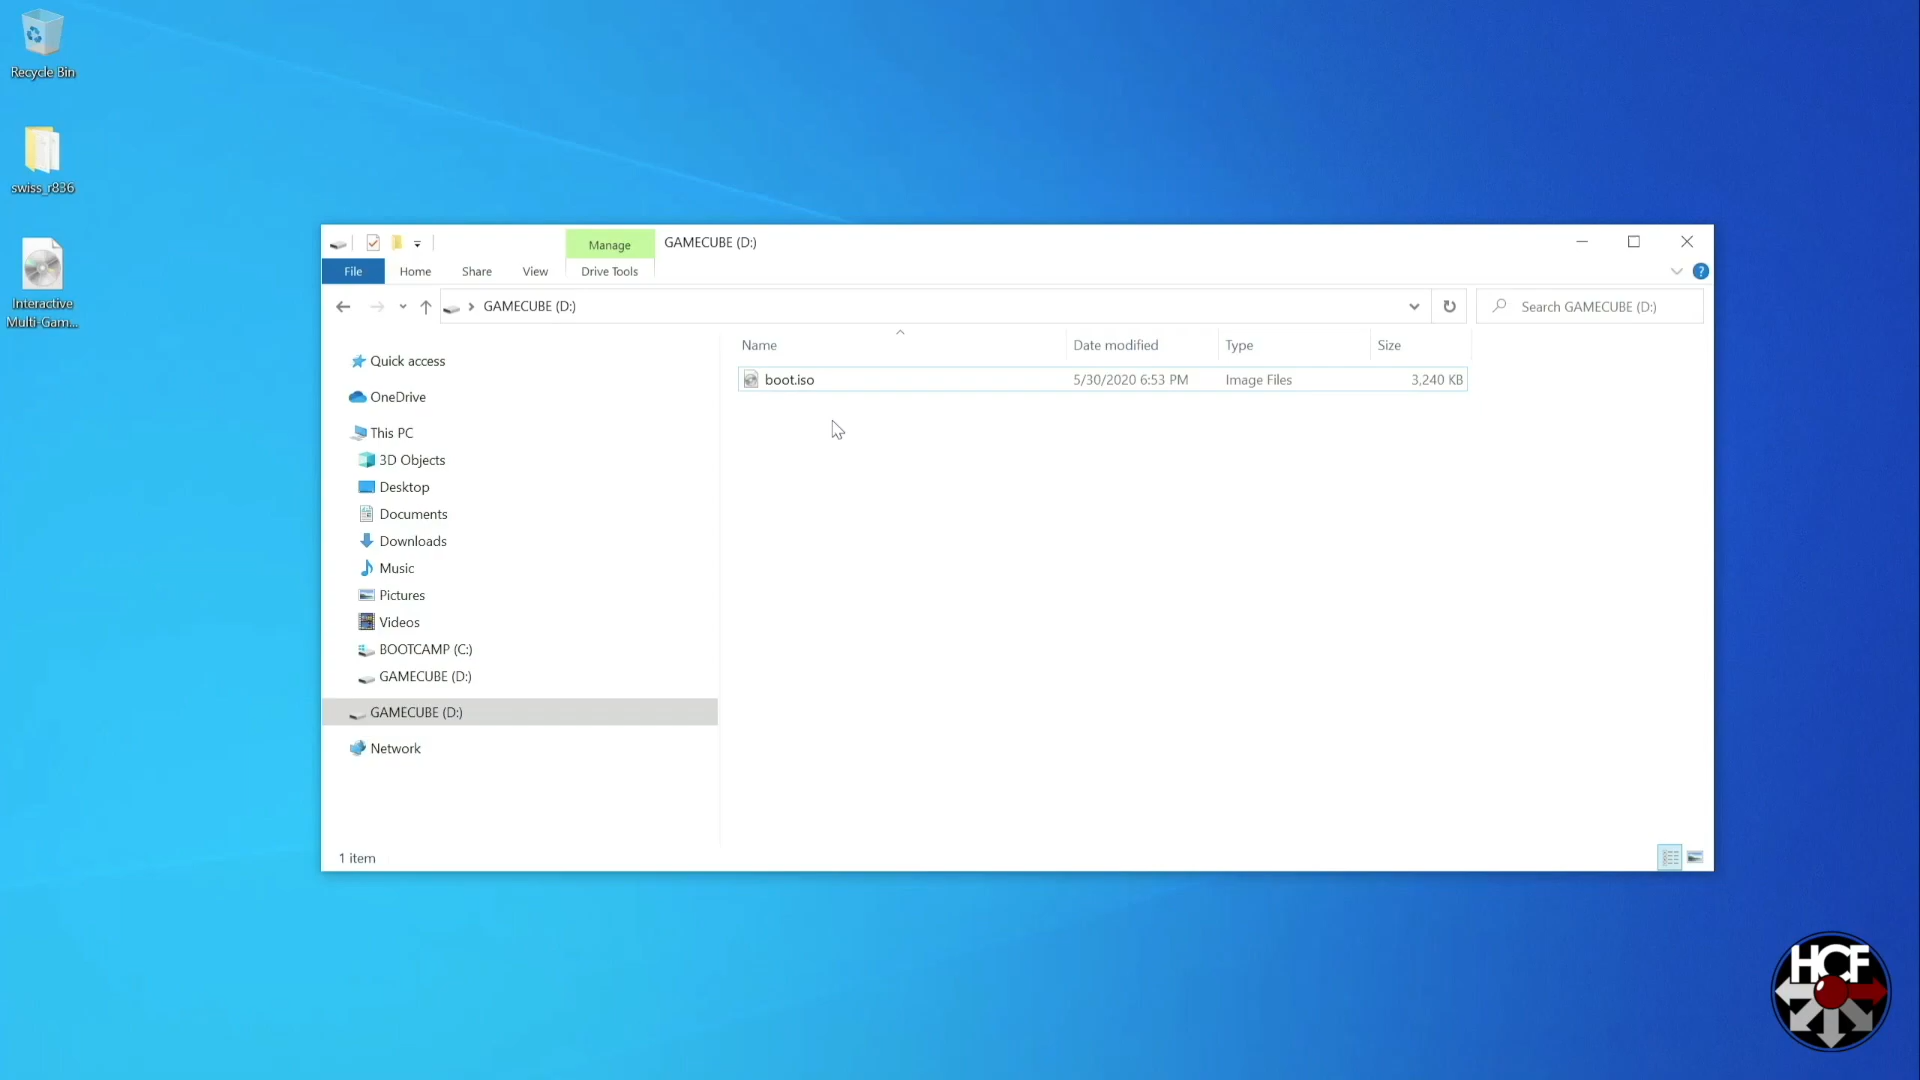 Recycle Bin
swiss_r836
Interactive
Multi-Gam...
Manage
GAMECUBE (D:)
File
Home
Share
View
Drive Tools
?
GAMECUBE (D:)
Search GAMECUBE (D:)
Quick access
OneDrive
This PC
3D Objects
Desktop
Documents
Downloads
Music
Pictures
Videos
BOOTCAMP (C:)
GAMECUBE (D:)
GAMECUBE (D:)
Network
Name
Date modified
Type
Size
boot.iso
5/30/2020 6:53 PM
Image Files
3,240 KB
1 item
HCF